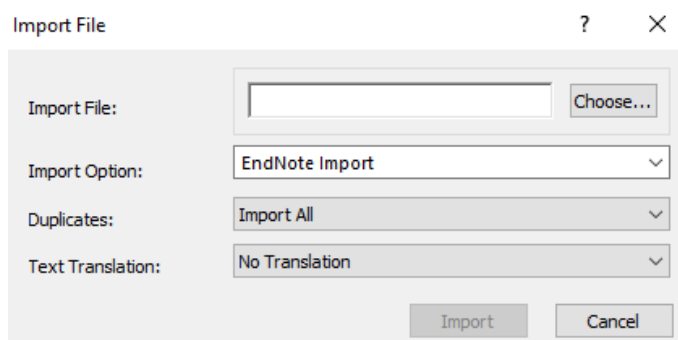 Import File ? ×
Import File: Choose...
Import Option: EndNote Import
Duplicates: Import All
Text Translation: No Translation
Import Cancel